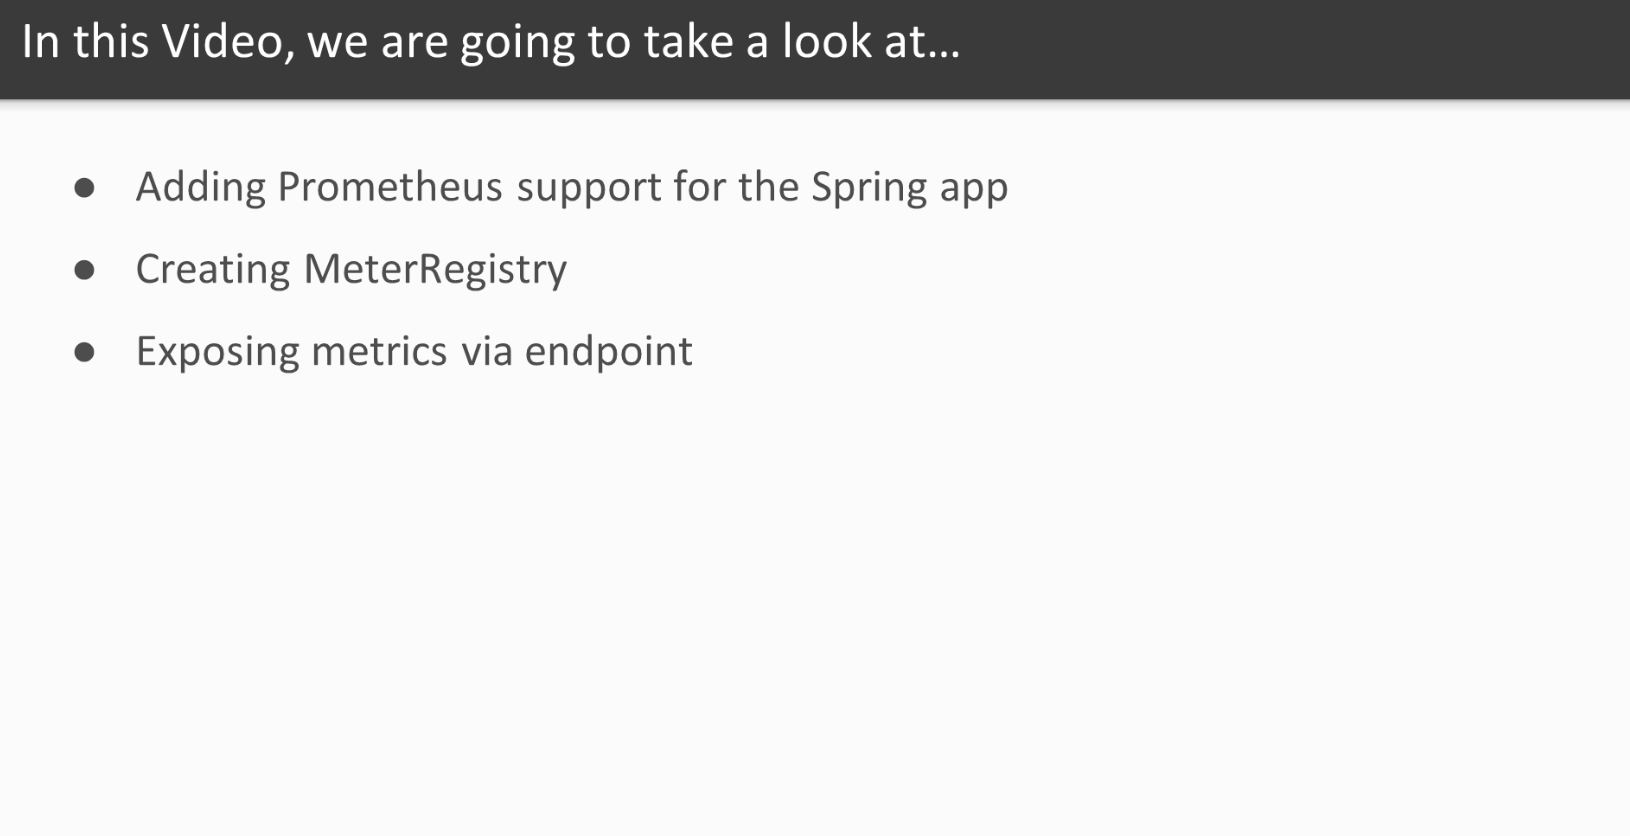 In this Video, we are going to take a look at...
● Adding Prometheus support for the Spring app
● Creating MeterRegistry
● Exposing metrics via endpoint